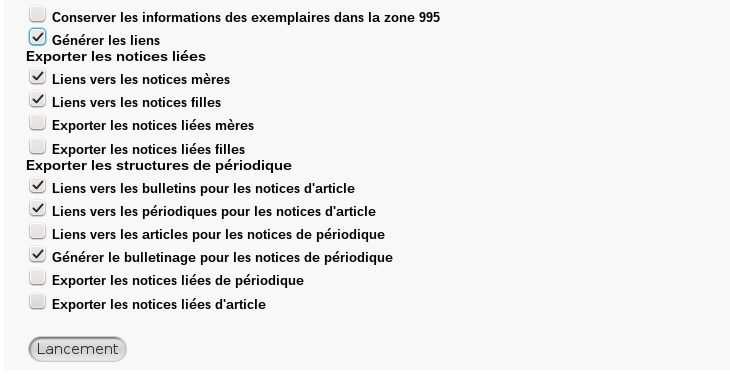 Conserver les informations des exemplaires dans la zone 995
Générer les liens
Exporter les notices liées
Liens vers les notices mères
Liens vers les notices filles
Exporter les notices liées mères
Exporter les notices liées filles
Exporter les structures de périodique
Liens vers les bulletins pour les notices d'article
Liens vers les périodiques pour les notices d'article
Liens vers les articles pour les notices de périodique
Générer le bulletinage pour les notices de périodique
Exporter les notices liées de périodique
Exporter les notices liées d'article
Lancement